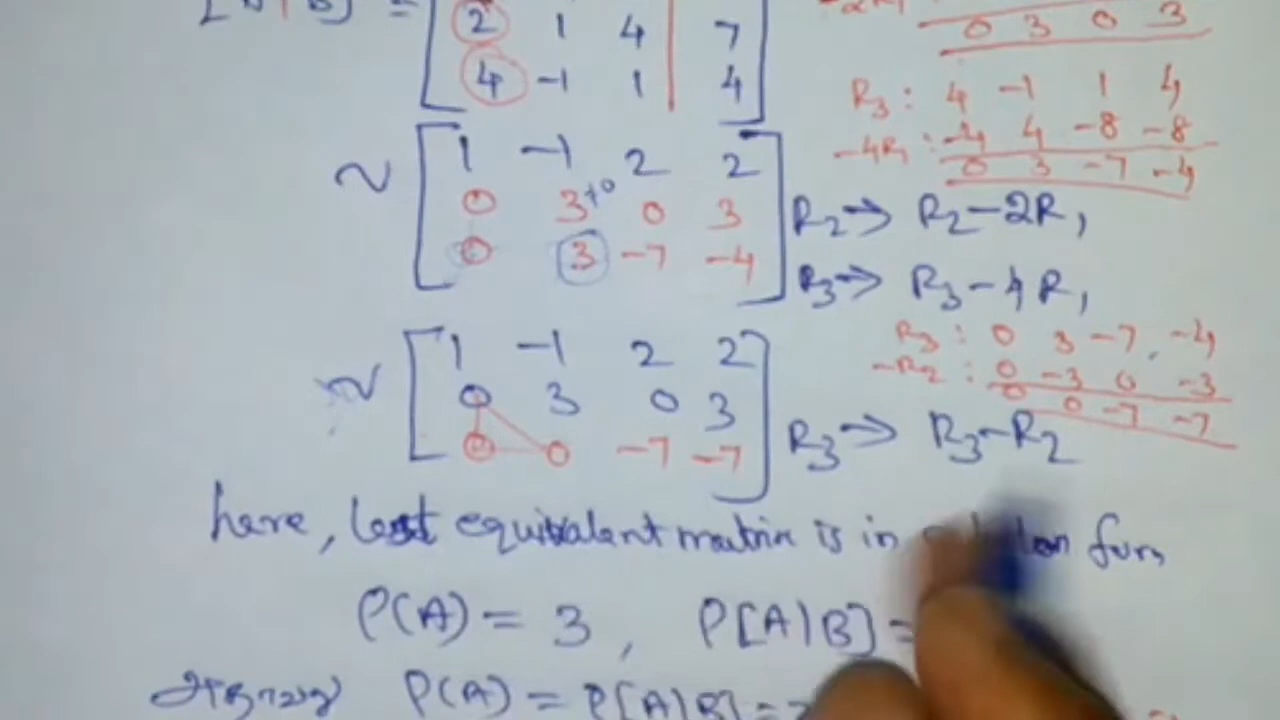 2 1 4 7
0 3 0 3
4 -1 1 4
R3 : 4 -1 1 4
-4R1 : -4 4 -8 -8
0 3 -7 -4
~ 1 -1 2 2
0 3+0 0 3 R2 → R2-2R1
0 3 -7 -4 R3 → R3-4R1
R3 : 0 3 -7 -4
-R2 : 0 -3 0 -3
0 0 -7 -7
~ 1 -1 2 2
0 3 0 3
0 0 -7 -7 R3 → R3-R2
here, last equivalent matrix is in form
ρ(A) = 3, ρ[A|B] =
ρ(A) = ρ[A|B] =